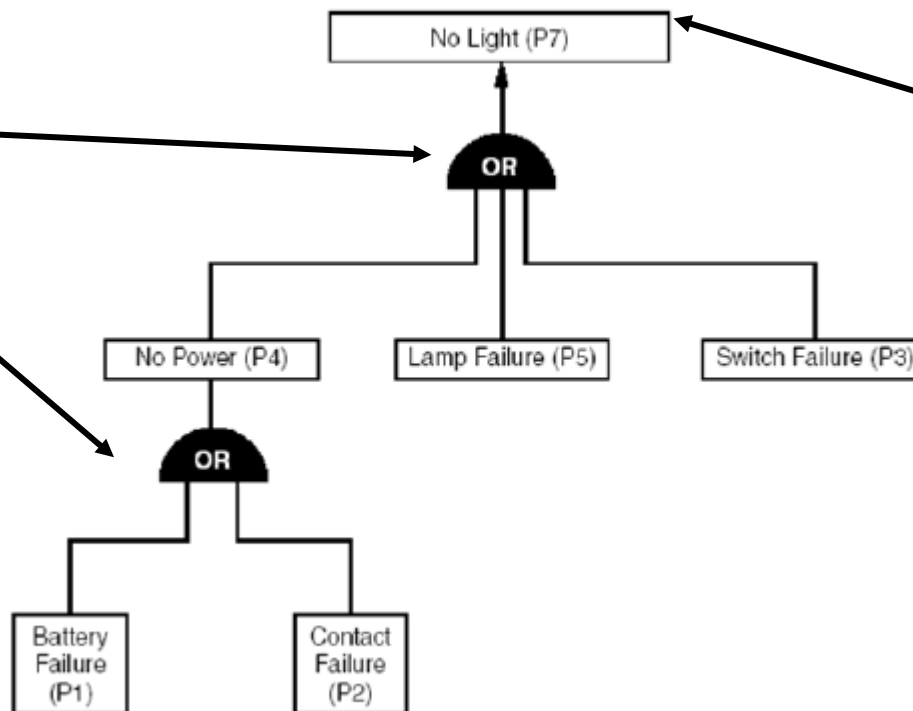 No Light (P7)
OR
No Power (P4)
Lamp Failure (P5)
Switch Failure (P3)
OR
Battery
Failure
(P1)
Contact
Failure
(P2)